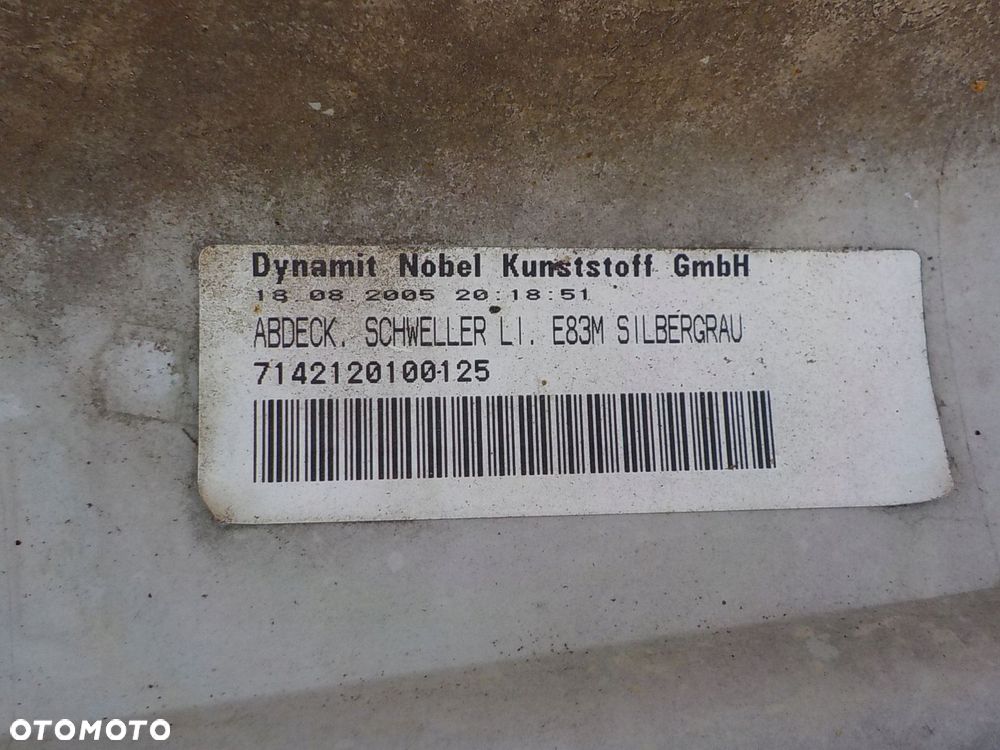 Dynamit Nobel Kunststoff GmbH
18.08.2005 20:18:51
ABDECK. SCHWELLER LI. E83M SILBERGRAU
7142120100125
OTOMOTO